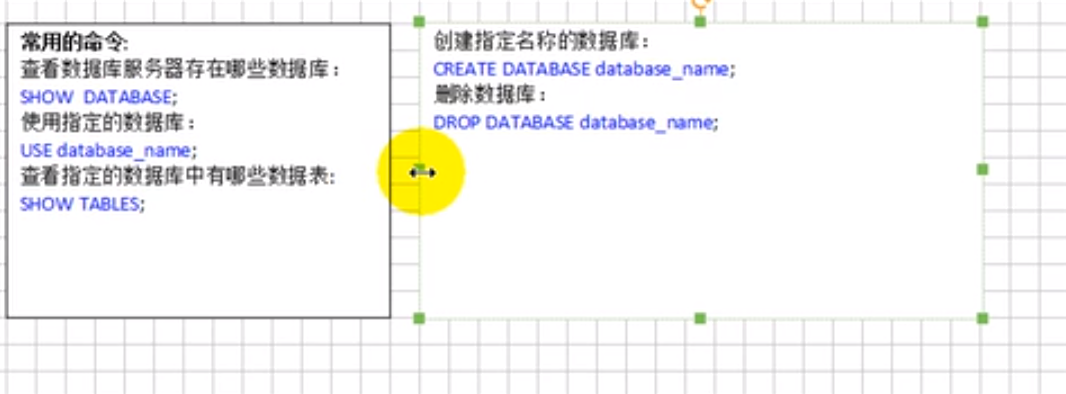 常用的命令:
查看数据库服务器存在哪些数据库：
SHOW  DATABASE;
使用指定的数据库：
USE database_name;
查看指定的数据库中有哪些数据表:
SHOW TABLES;
创建指定名称的数据库：
CREATE DATABASE database_name;
删除数据库：
DROP DATABASE database_name;